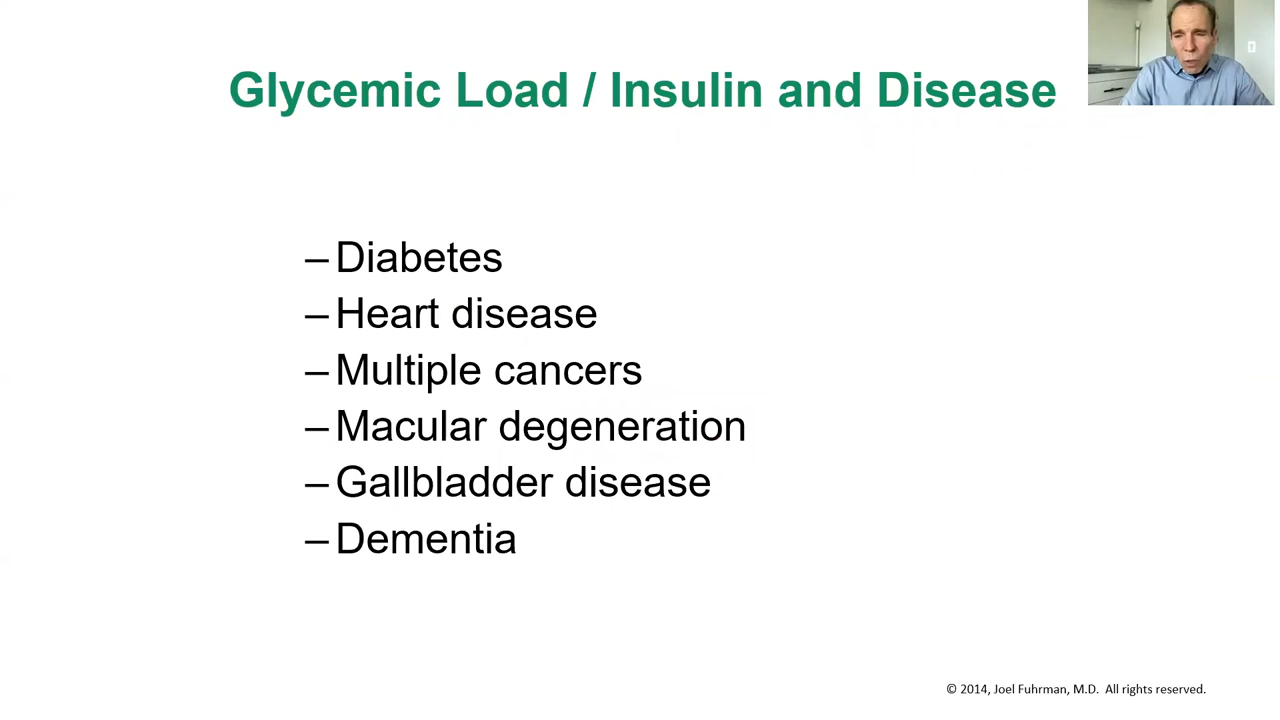 Glycemic Load / Insulin and Disease
– Diabetes
– Heart disease
– Multiple cancers
– Macular degeneration
– Gallbladder disease
– Dementia
© 2014, Joel Fuhrman, M.D. All rights reserved.